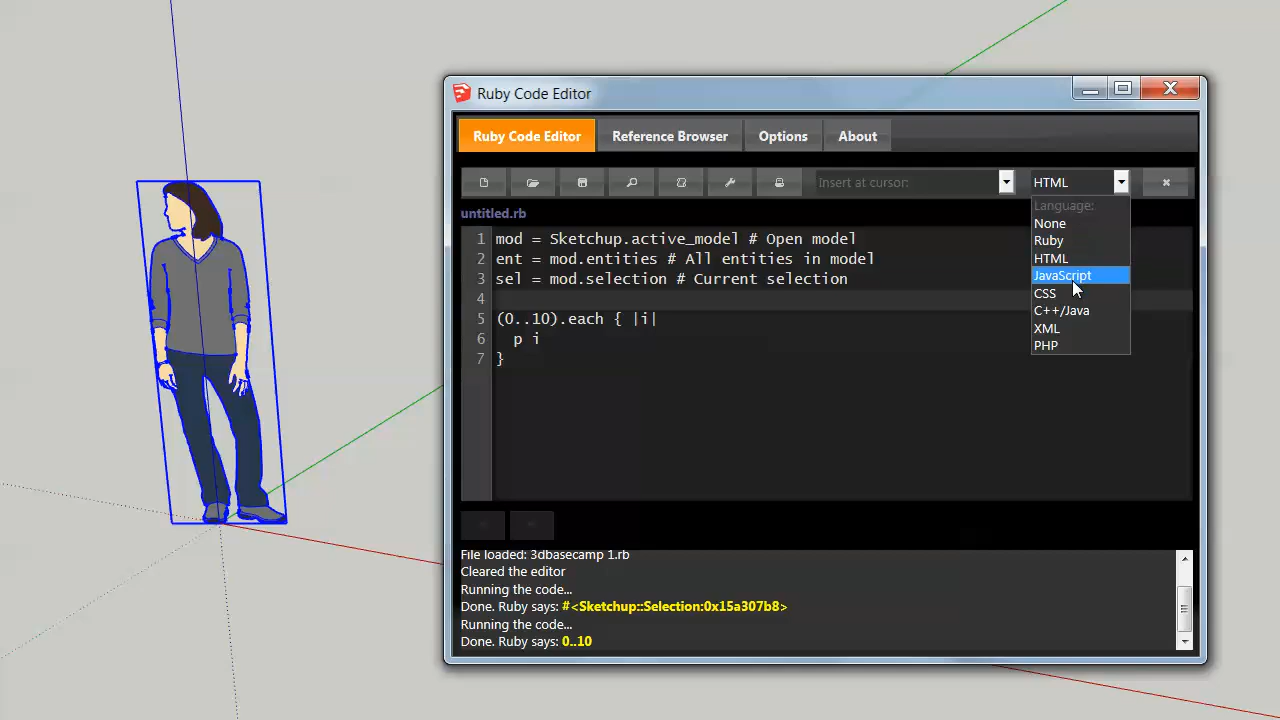 Ruby Code Editor
Ruby Code Editor Reference Browser Options About
Insert at cursor: HTML
untitled.rb
Language:
None
Ruby
HTML
JavaScript
CSS
C++/Java
XML
PHP
1 mod = Sketchup.active_model # Open model
2 ent = mod.entities # All entities in model
3 sel = mod.selection # Current selection
4
5 (0..10).each { |i|
6 p i
7 }
File loaded: 3dbasecamp 1.rb
Cleared the editor
Running the code...
Done. Ruby says: #<Sketchup::Selection:0x15a307b8>
Running the code...
Done. Ruby says: 0..10